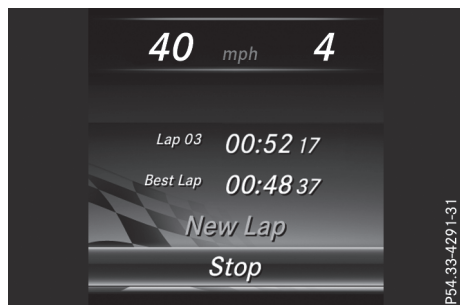 40 mph 4
Lap 03 00:52 17
Best Lap 00:48 37
New Lap
Stop
P54.33-4291-31